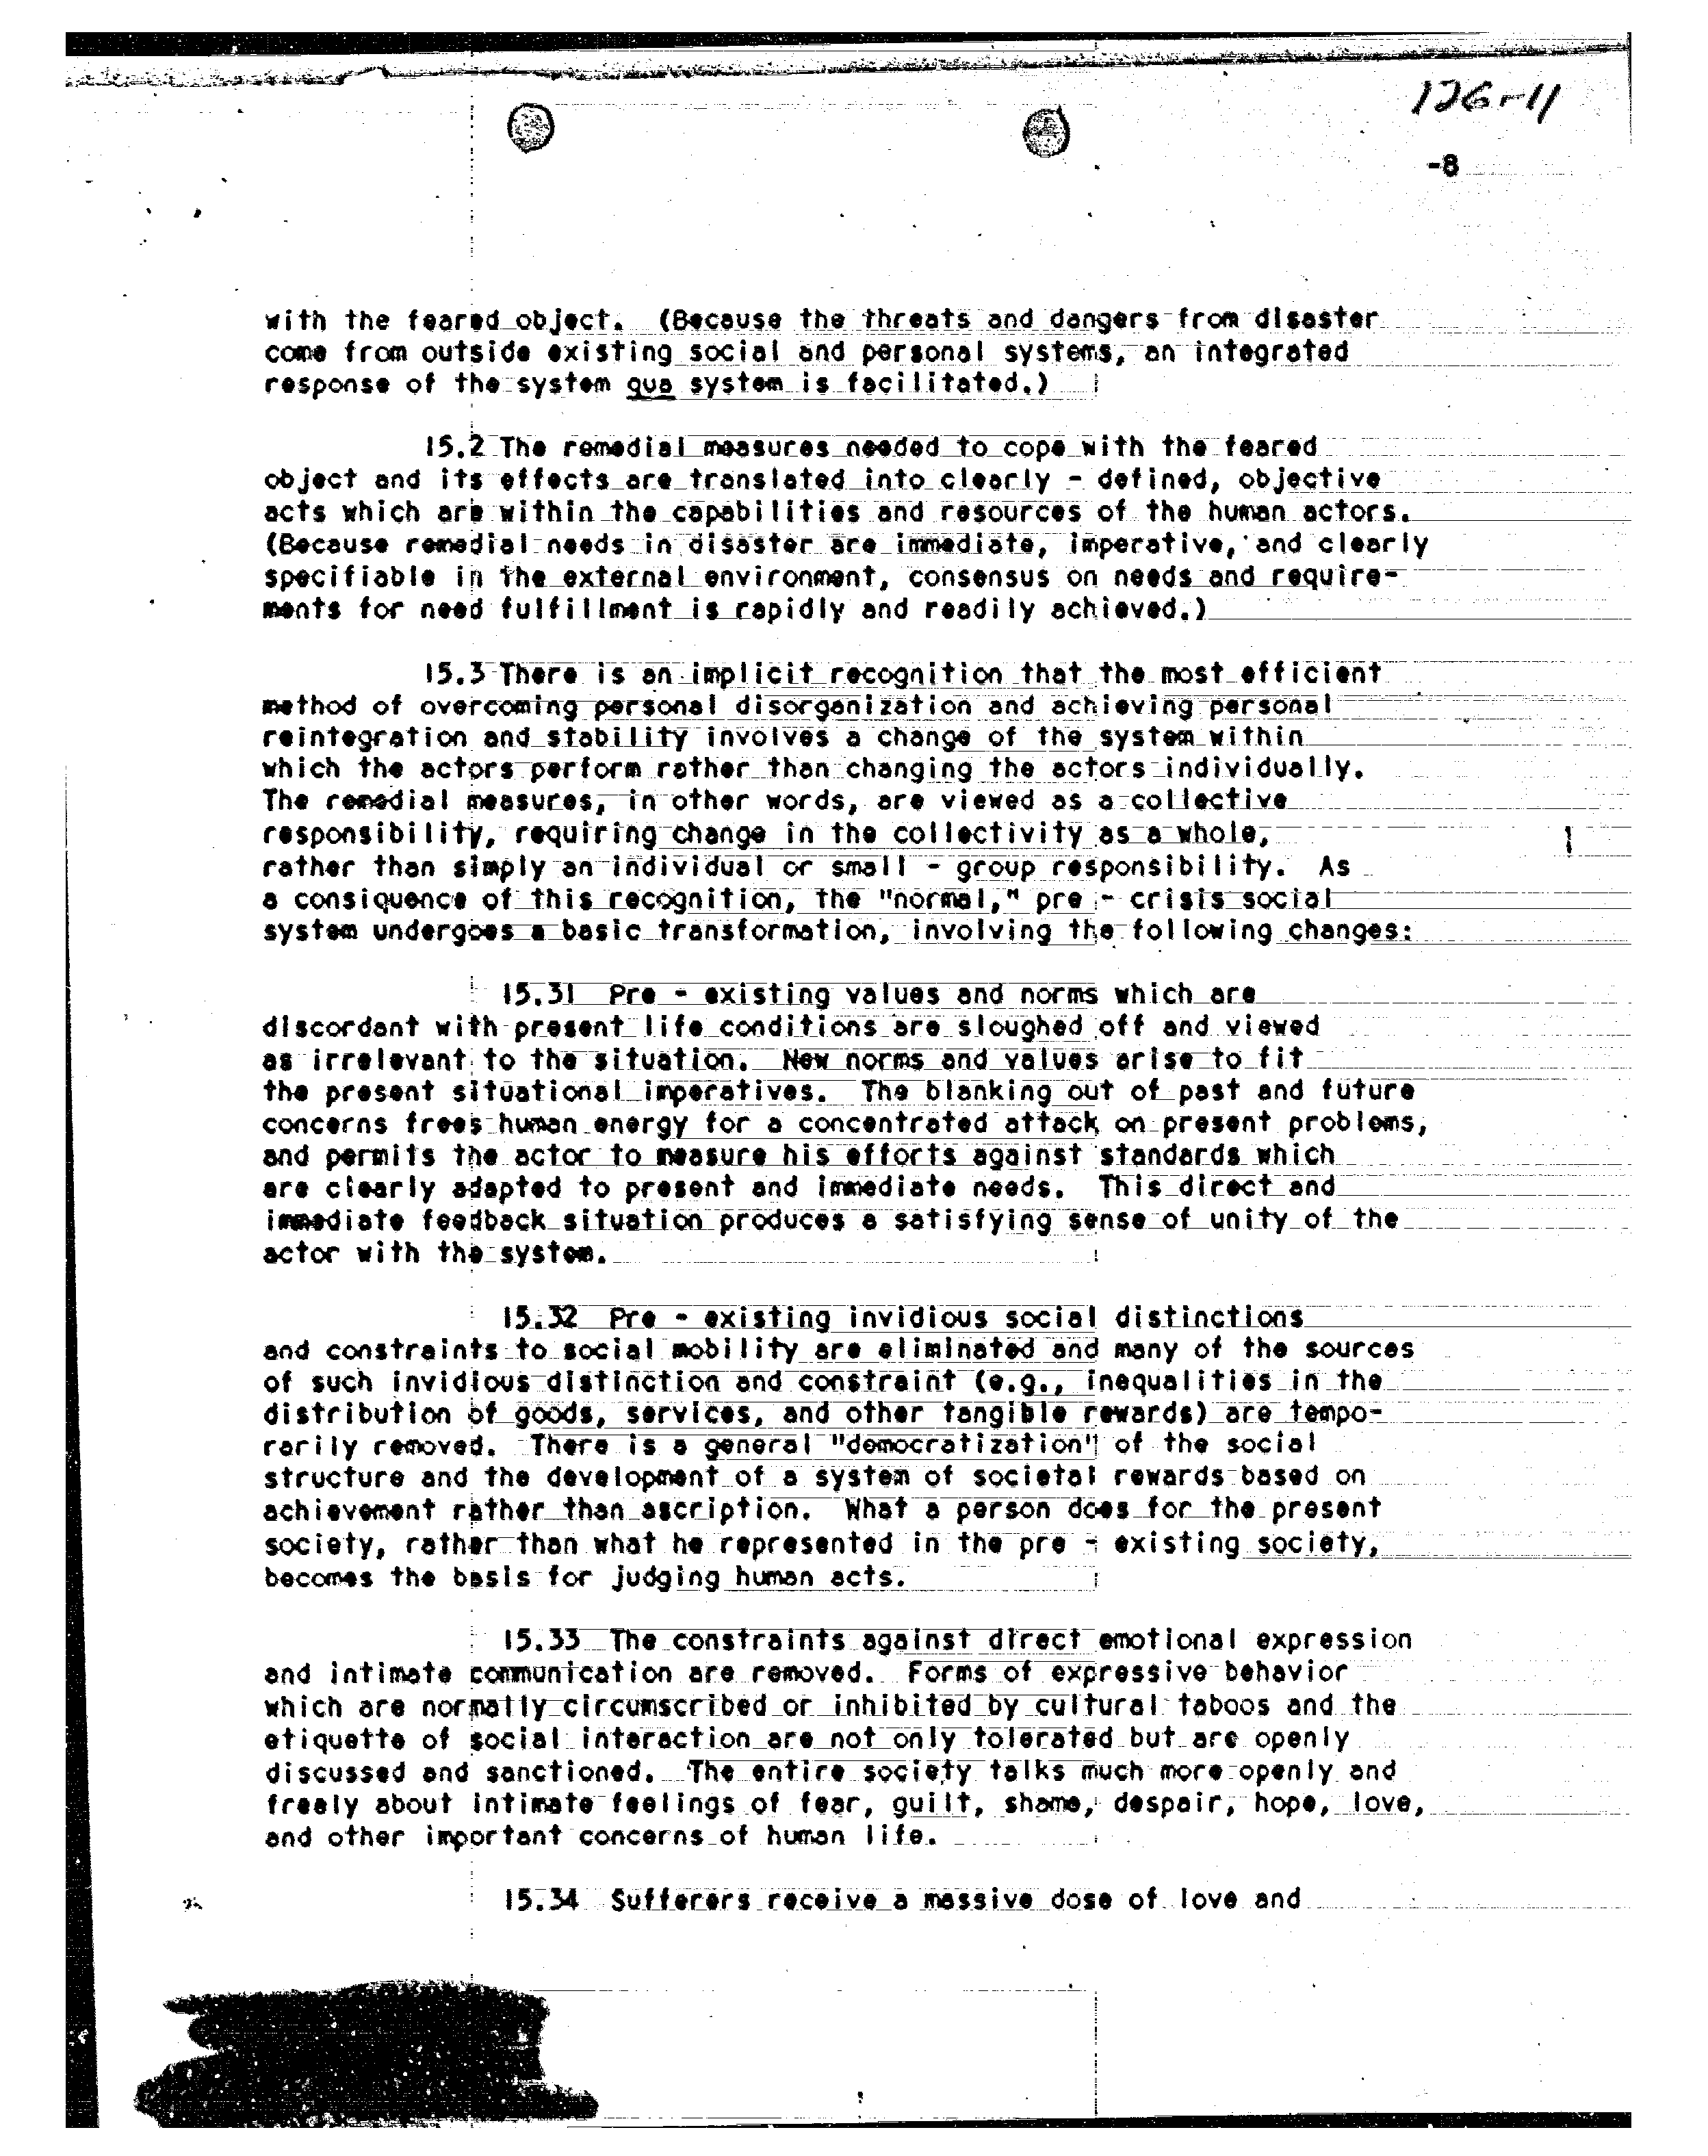 126-11
-8
with the feared object. (Because the threats and dangers from disaster
come from outside existing social and personal systems, an integrated
response of the system qua system is facilitated.)
15.2 The remedial measures needed to cope with the feared
object and its effects are translated into clearly - defined, objective
acts which are within the capabilities and resources of the human actors.
(Because remedial needs in disaster are immediate, imperative, and clearly
specifiable in the external environment, consensus on needs and require-
ments for need fulfillment is rapidly and readily achieved.)
15.3 There is an implicit recognition that the most efficient
method of overcoming personal disorganization and achieving personal
reintegration and stability involves a change of the system within
which the actors perform rather than changing the actors individually.
The remedial measures, in other words, are viewed as a collective
responsibility, requiring change in the collectivity as a whole,
rather than simply an individual or small - group responsibility. As
a consiquence of this recognition, the "normal," pre - crisis social
system undergoes a basic transformation, involving the following changes:
15.31 Pre - existing values and norms which are
discordant with present life conditions are sloughed off and viewed
as irrelevant to the situation. New norms and values arise to fit
the present situational imperatives. The blanking out of past and future
concerns frees human energy for a concentrated attack on present problems,
and permits the actor to measure his efforts against standards which
are clearly adapted to present and immediate needs. This direct and
immediate feedback situation produces a satisfying sense of unity of the
actor with the system.
15.32 Pre - existing invidious social distinctions
and constraints to social mobility are eliminated and many of the sources
of such invidious distinction and constraint (e.g., inequalities in the
distribution of goods, services, and other tangible rewards) are tempo-
rarily removed. There is a general "democratization" of the social
structure and the development of a system of societal rewards based on
achievement rather than ascription. What a person does for the present
society, rather than what he represented in the pre - existing society,
becomes the basis for judging human acts.
15.33 The constraints against direct emotional expression
and intimate communication are removed. Forms of expressive behavior
which are normally circumscribed or inhibited by cultural taboos and the
etiquette of social interaction are not only tolerated but are openly
discussed and sanctioned. The entire society talks much more openly and
freely about intimate feelings of fear, guilt, shame, despair, hope, love,
and other important concerns of human life.
15.34 Sufferers receive a massive dose of love and